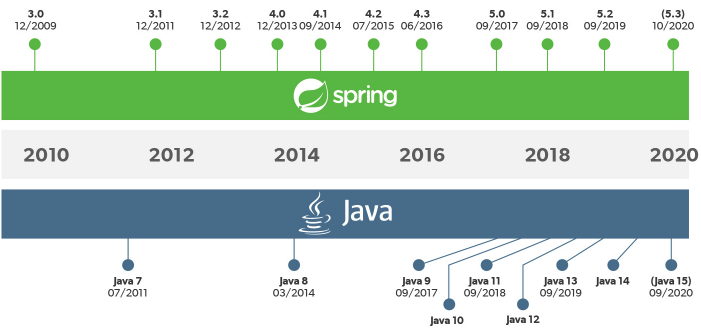 3.0 3.1 3.2 4.0 4.1 4.2 4.3 5.0 5.1 5.2 (5.3)
12/2009 12/2011 12/2012 12/2013 09/2014 07/2015 06/2016 09/2017 09/2018 09/2019 10/2020
spring
2010 2012 2014 2016 2018 2020
Java
Java 7 Java 8 Java 9 Java 11 Java 13 Java 14 (Java 15)
07/2011 03/2014 09/2017 09/2018 09/2019 09/2020
Java 10 Java 12